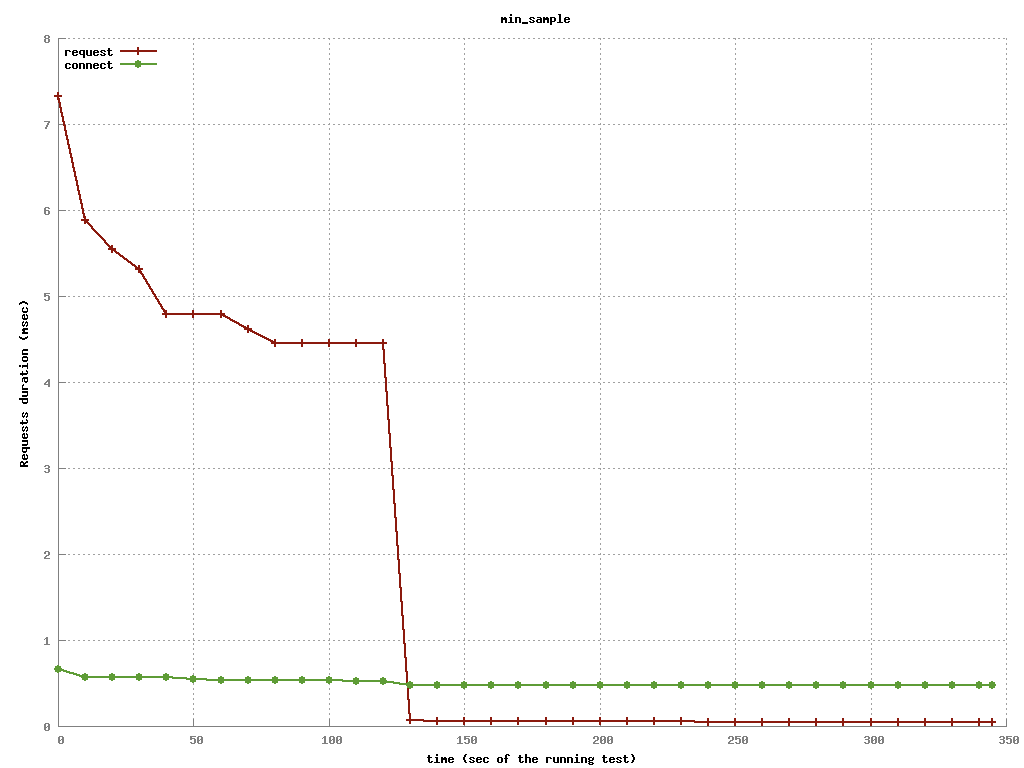 min_sample
request
connect
8
7
6
5
4
3
2
1
0
Requests duration (msec)
0 50 100 150 200 250 300 350
time (sec of the running test)